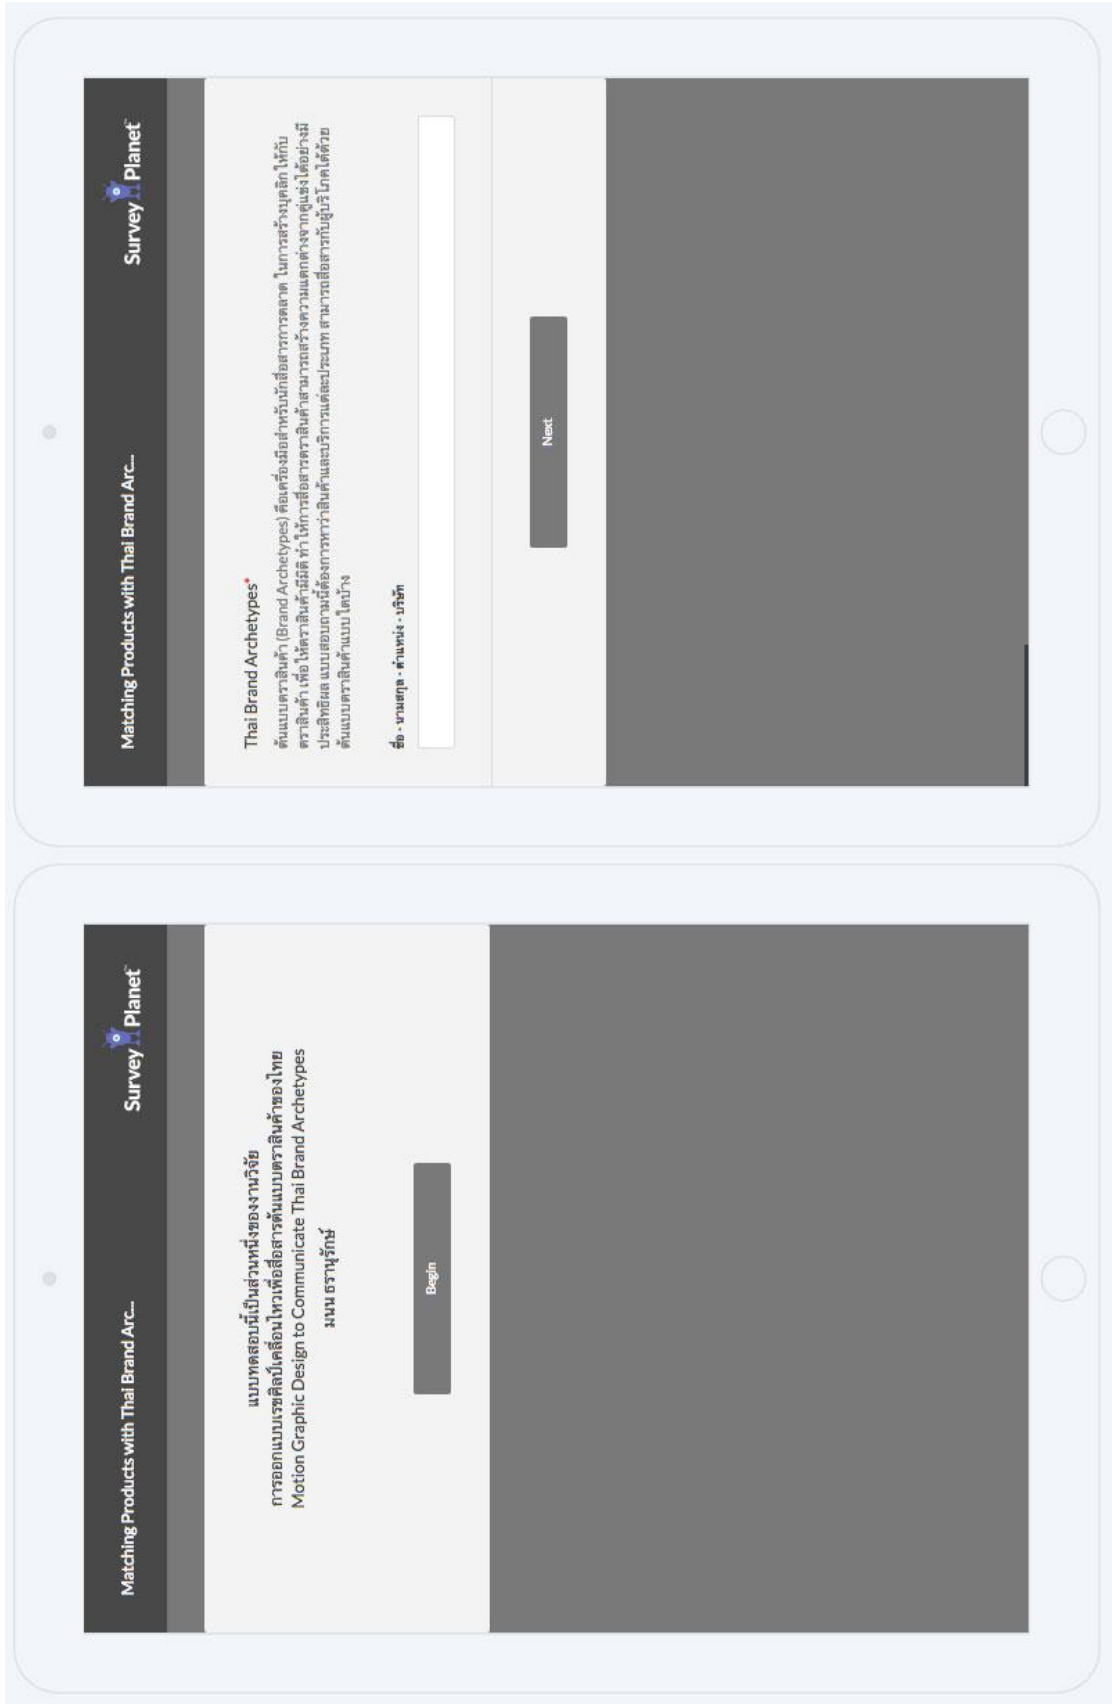 Matching Products with Thai Brand Arc...
Survey Planet
แบบทดสอบนี้เป็นส่วนหนึ่งของงานวิจัย
การออกแบบเรขศิลป์เคลื่อนไหวเพื่อสื่อสารต้นแบบตราสินค้าของไทย
Motion Graphic Design to Communicate Thai Brand Archetypes
มนน ธรานุรักษ์
Begin
Matching Products with Thai Brand Arc...
Survey Planet
Thai Brand Archetypes*
ต้นแบบตราสินค้า (Brand Archetypes) คือเครื่องมือสำหรับนักสื่อสารการตลาด ในการสร้างบุคลิก ให้กับ
ตราสินค้า เพื่อให้ตราสินค้ามีมิติ ทำให้การสื่อสารตราสินค้าสามารถสร้างความแตกต่างจากคู่แข่งได้อย่างมี
ประสิทธิผล แบบสอบถามนี้ต้องการหาว่าสินค้าและบริการแต่ละประเภท สามารถสื่อสารกับผู้บริโภคได้ด้วย
ต้นแบบตราสินค้าแบบใดบ้าง
ชื่อ - นามสกุล - ตำแหน่ง - บริษัท
Next